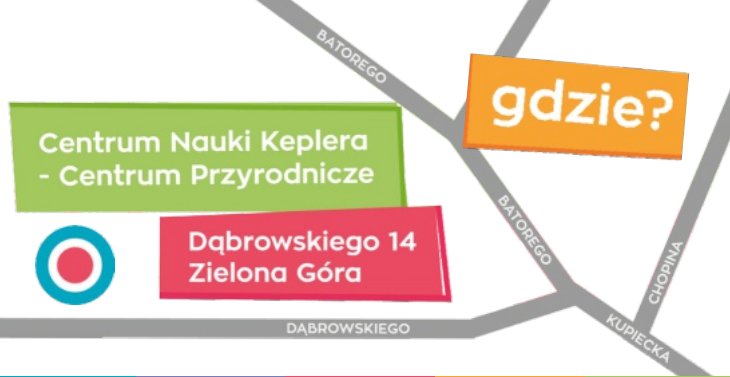 BATOREGO
gdzie?
Centrum Nauki Keplera
- Centrum Przyrodnicze
Dąbrowskiego 14
Zielona Góra
BATOREGO
CHOPINA
DĄBROWSKIEGO
KUPIECKA